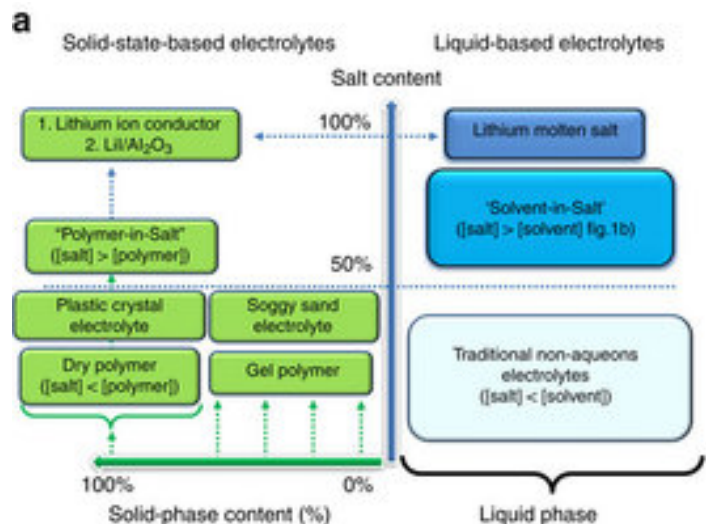 a
Solid-state-based electrolytes
Liquid-based electrolytes
Salt content
1. Lithium ion conductor
2. LiI/Al₂O₃
100%
Lithium molten salt
"Polymer-in-Salt"
([salt] > [polymer])
'Solvent-in-Salt'
([salt] > [solvent] fig.1b)
50%
Plastic crystal
electrolyte
Soggy sand
electrolyte
Dry polymer
([salt] < [polymer])
Gel polymer
Traditional non-aqueons
electrolytes
([salt] < [solvent])
100%
0%
Solid-phase content (%)
Liquid phase